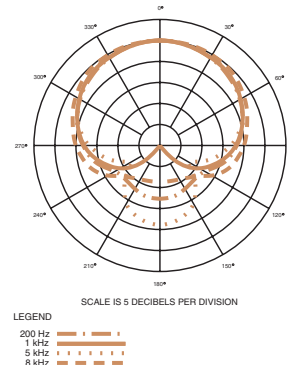 0°
330° 30°
300° 60°
270°
240° 120°
210° 150°
180°
SCALE IS 5 DECIBELS PER DIVISION
LEGEND
200 Hz
1 kHz
5 kHz
8 kHz